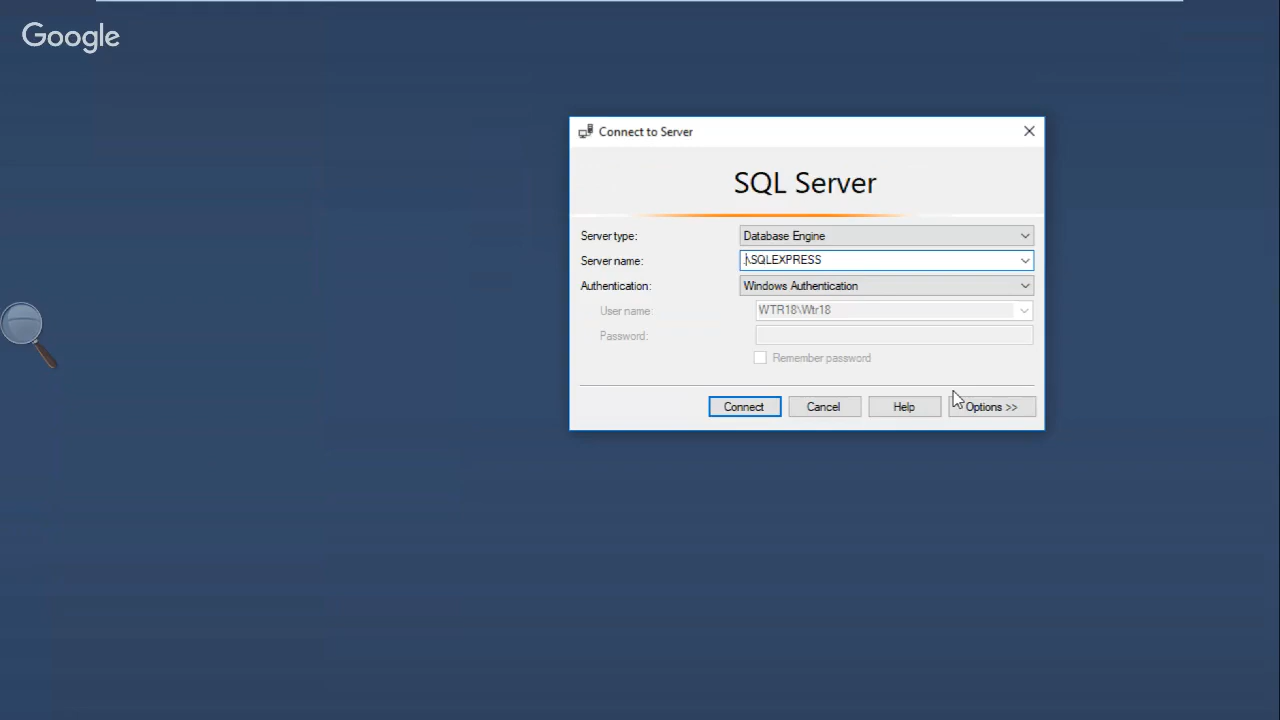 Google
Connect to Server
SQL Server
Server type: Database Engine
Server name: .\SQLEXPRESS
Authentication: Windows Authentication
User name: WTR18\Wtr18
Password:
Remember password
Connect Cancel Help Options >>